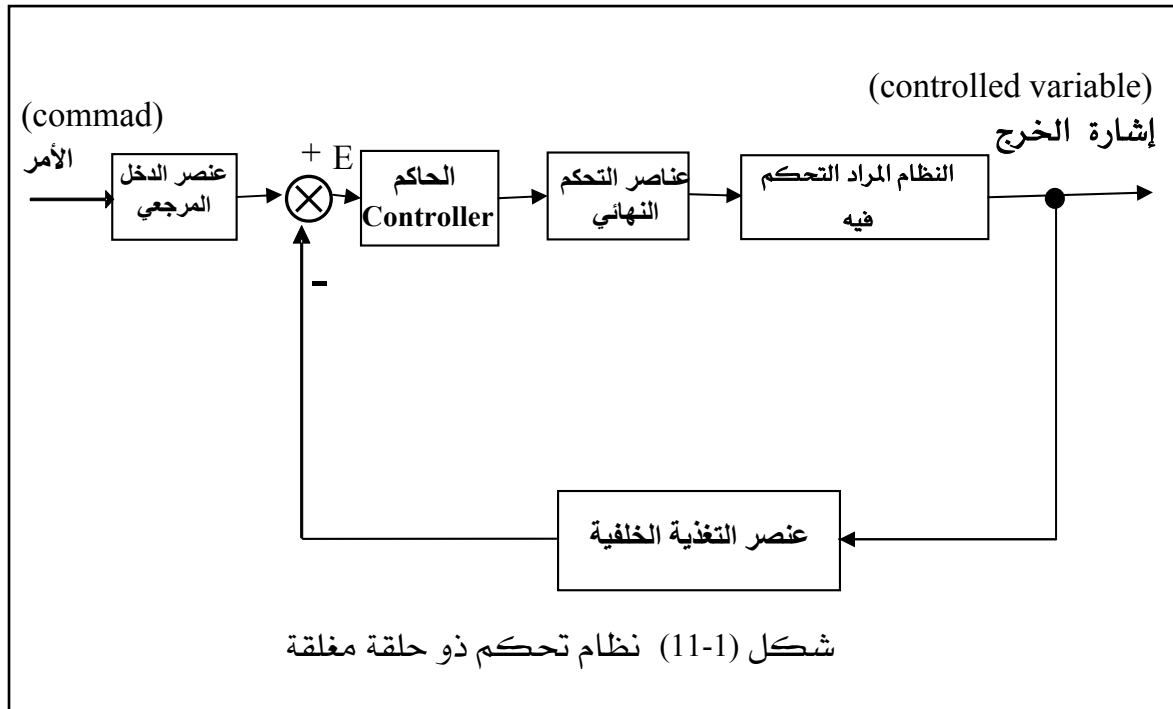 (controlled variable)
إشارة الخرج
(commad)
الأمر
عنصر الدخل
المرجعي
+
E
الحاكم
Controller
عناصر التحكم
النهائي
النظام المراد التحكم
فيه
-
عنصر التغذية الخلفية
شكل (1-11) نظام تحكم ذو حلقة مغلقة